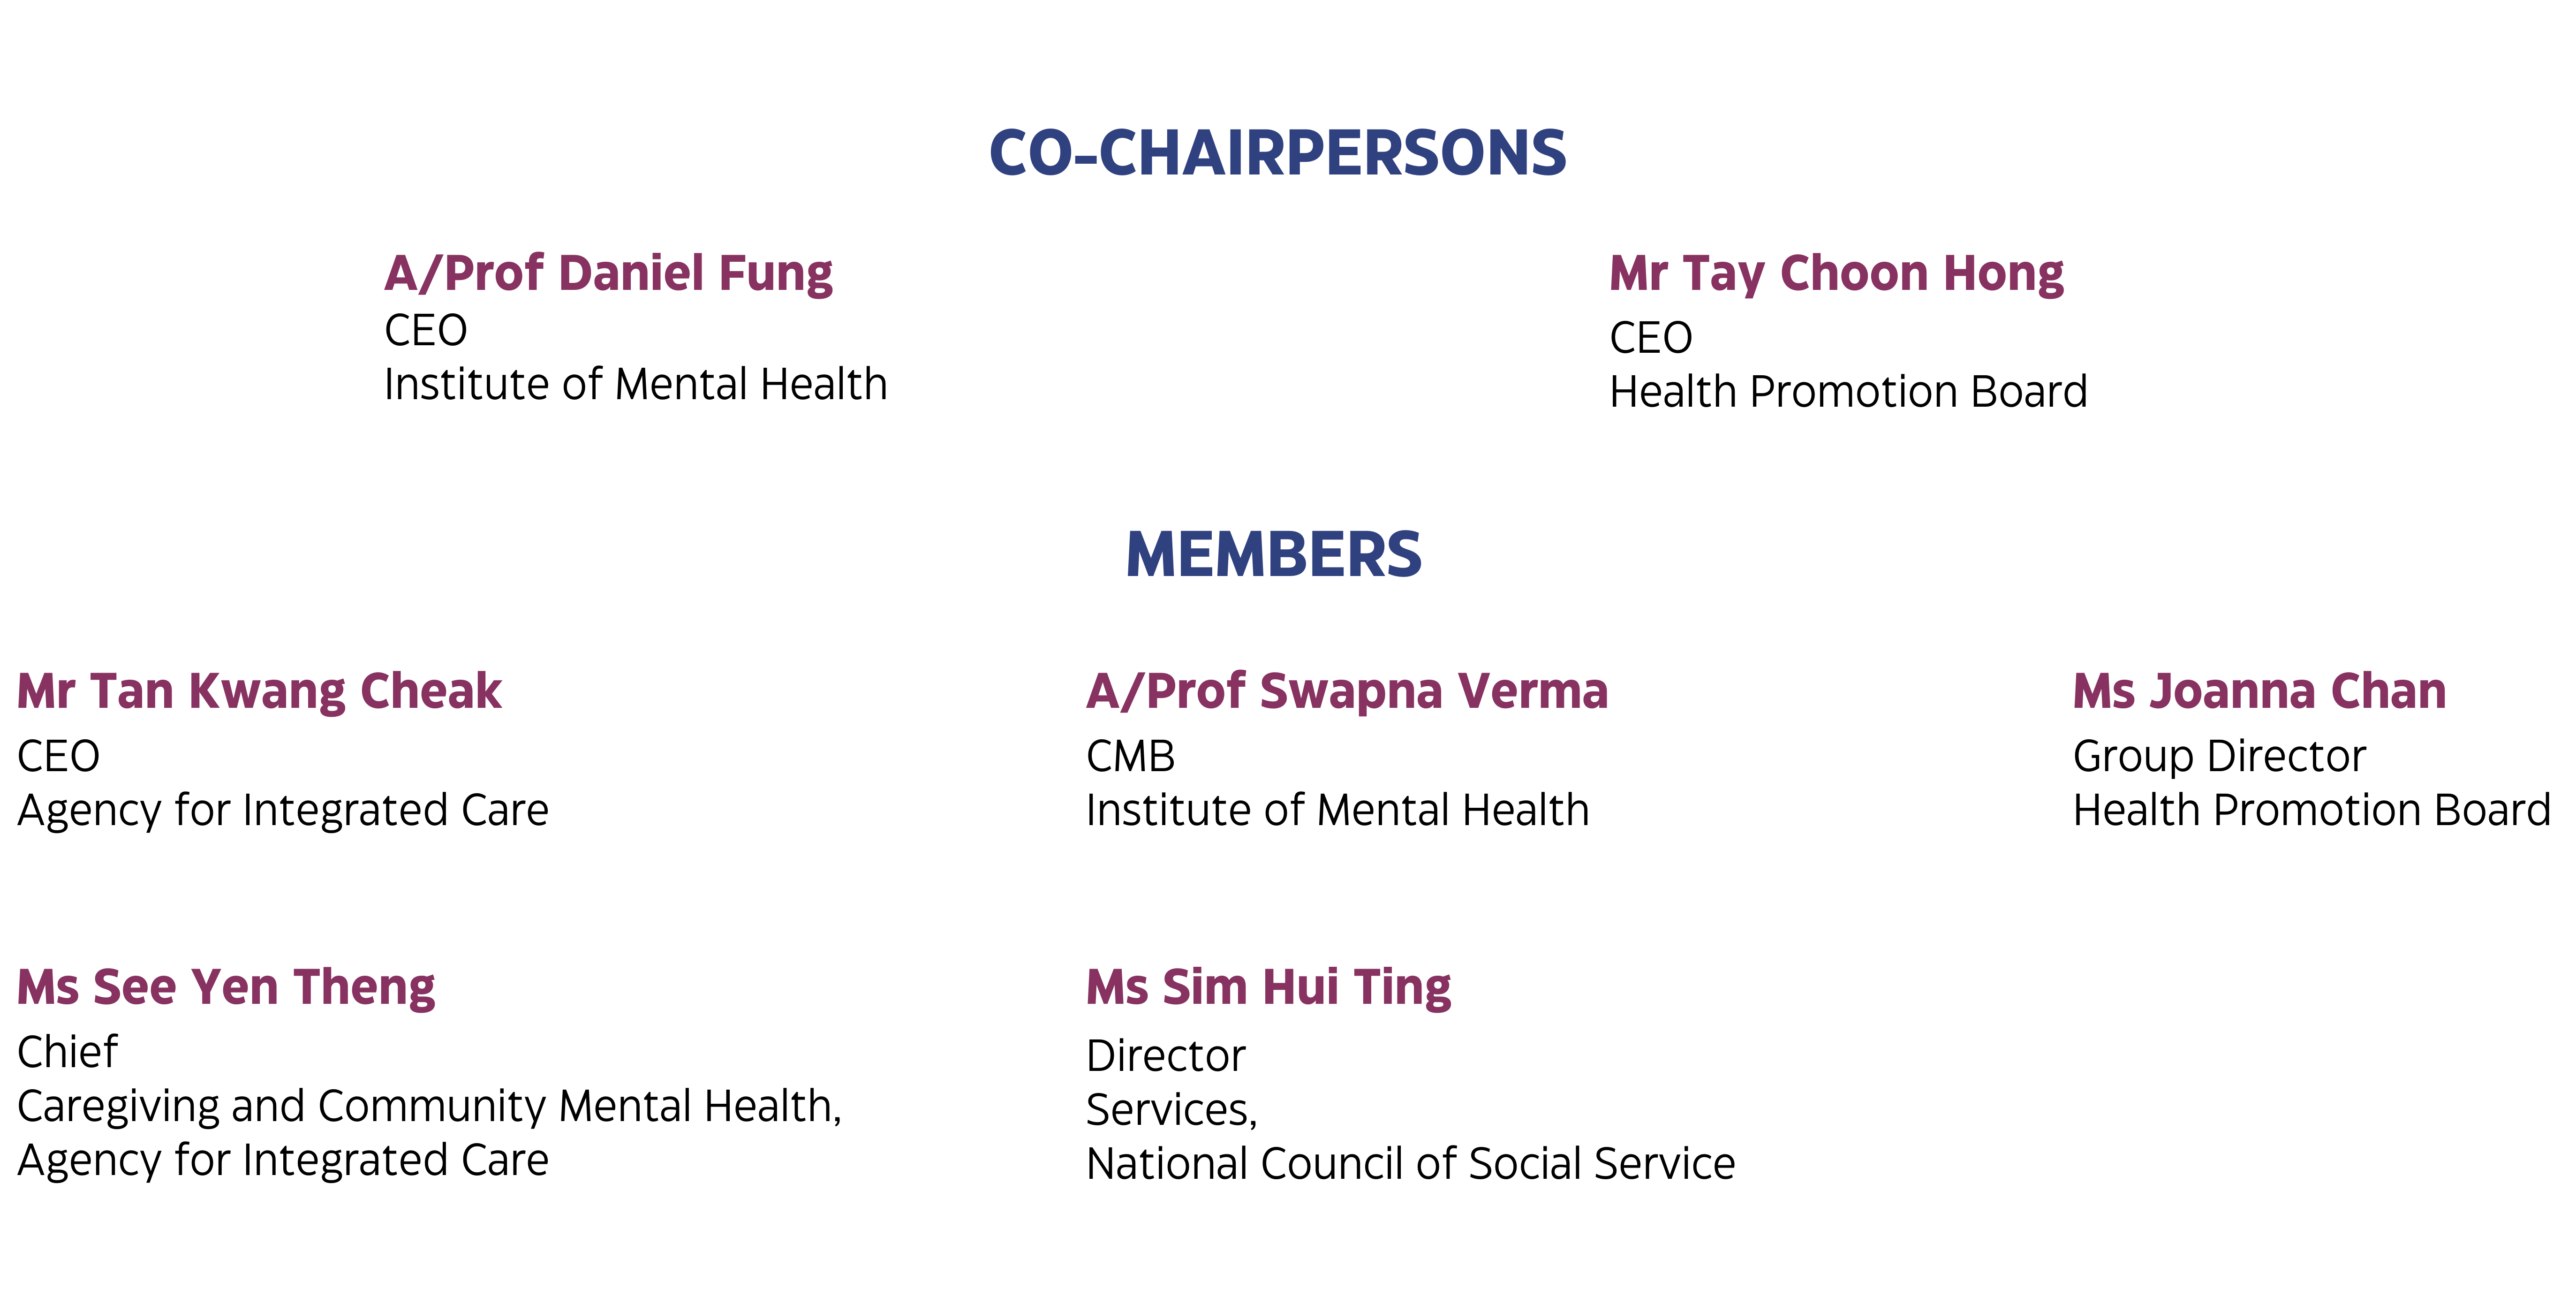 CO-CHAIRPERSONS
A/Prof Daniel Fung
CEO
Institute of Mental Health
Mr Tay Choon Hong
CEO
Health Promotion Board
MEMBERS
Mr Tan Kwang Cheak
CEO
Agency for Integrated Care
A/Prof Swapna Verma
CMB
Institute of Mental Health
Ms Joanna Chan
Group Director
Health Promotion Board
Ms See Yen Theng
Chief
Caregiving and Community Mental Health,
Agency for Integrated Care
Ms Sim Hui Ting
Director
Services,
National Council of Social Service